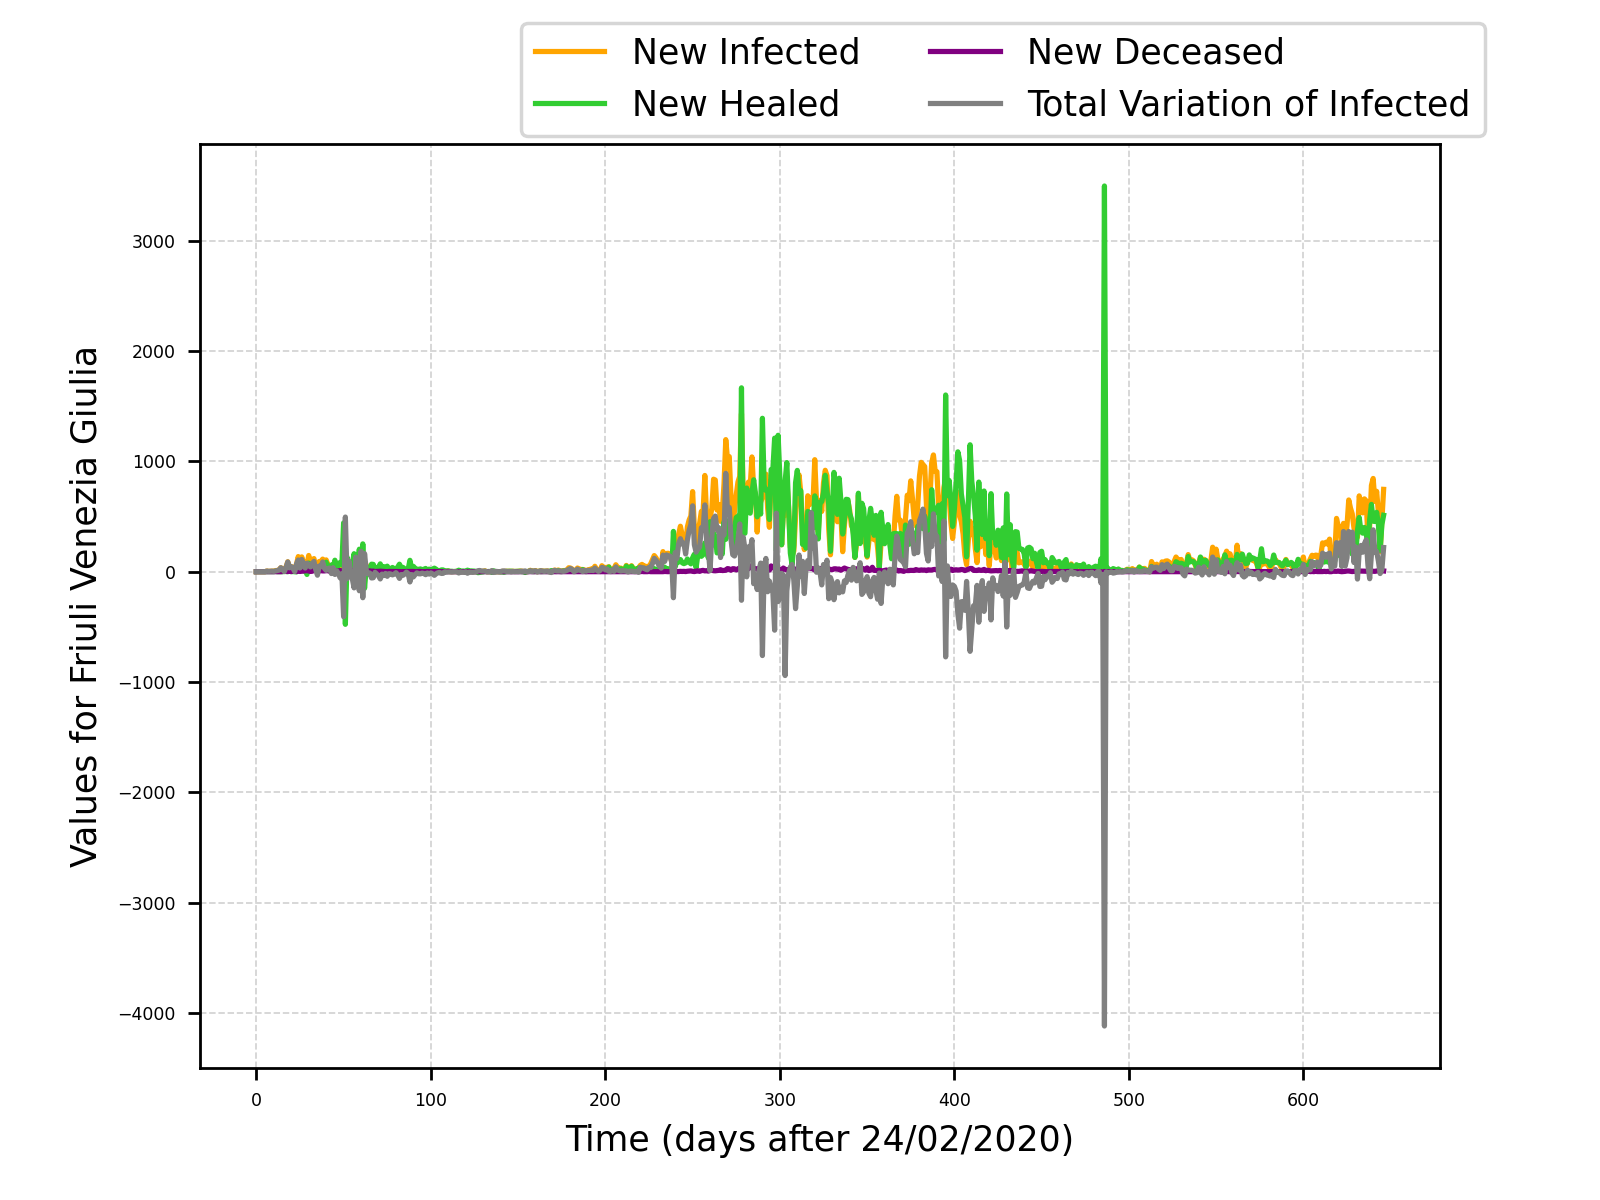 New Infected
New Healed
New Deceased
Total Variation of Infected
Values for Friuli Venezia Giulia
3000
2000
1000
0
−1000
−2000
−3000
−4000
0 100 200 300 400 500 600
Time (days after 24/02/2020)